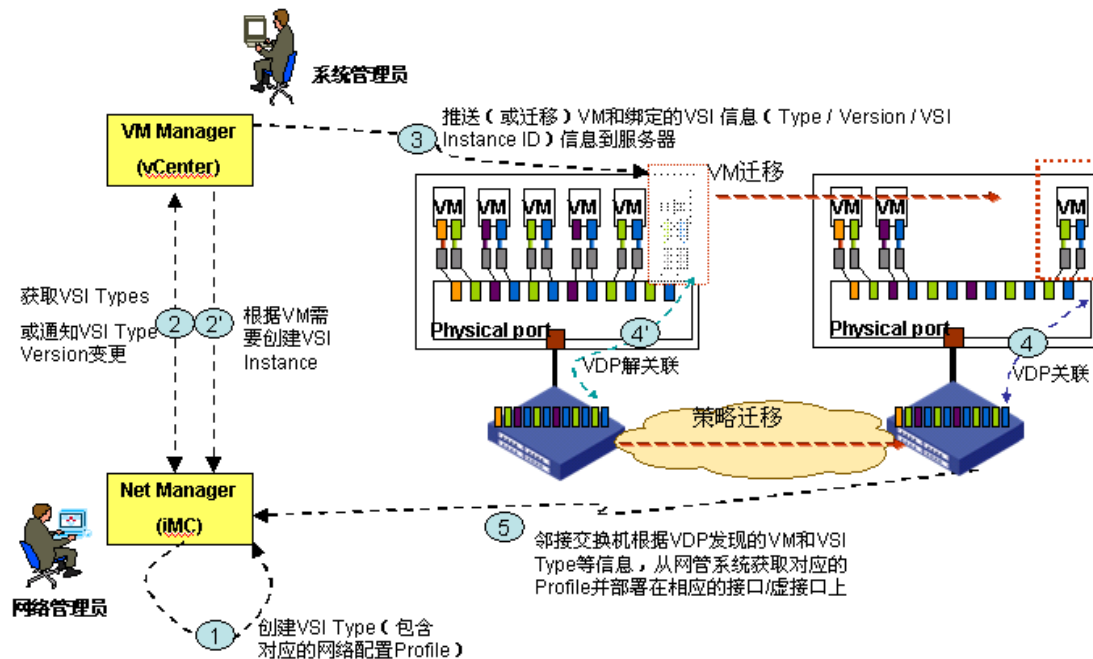 系统管理员
VM Manager
(vCenter)
3
推送（或迁移）VM和绑定的VSI 信息（Type / Version / VSI
Instance ID）信息到服务器
VM迁移
VM
VM
VM
VM
VM
VM
VM
VM
获取VSI Types
或通知VSI Type
Version变更
2
2'
根据VM需
要创建VSI
Instance
Physical port
4'
VDP解关联
Physical port
4
VDP关联
策略迁移
Net Manager
(iMC)
网络管理员
5
邻接交换机根据VDP发现的VM和VSI
Type等信息，从网管系统获取对应的
Profile并部署在相应的接口/虚接口上
1
创建VSI Type（包含
对应的网络配置Profile）